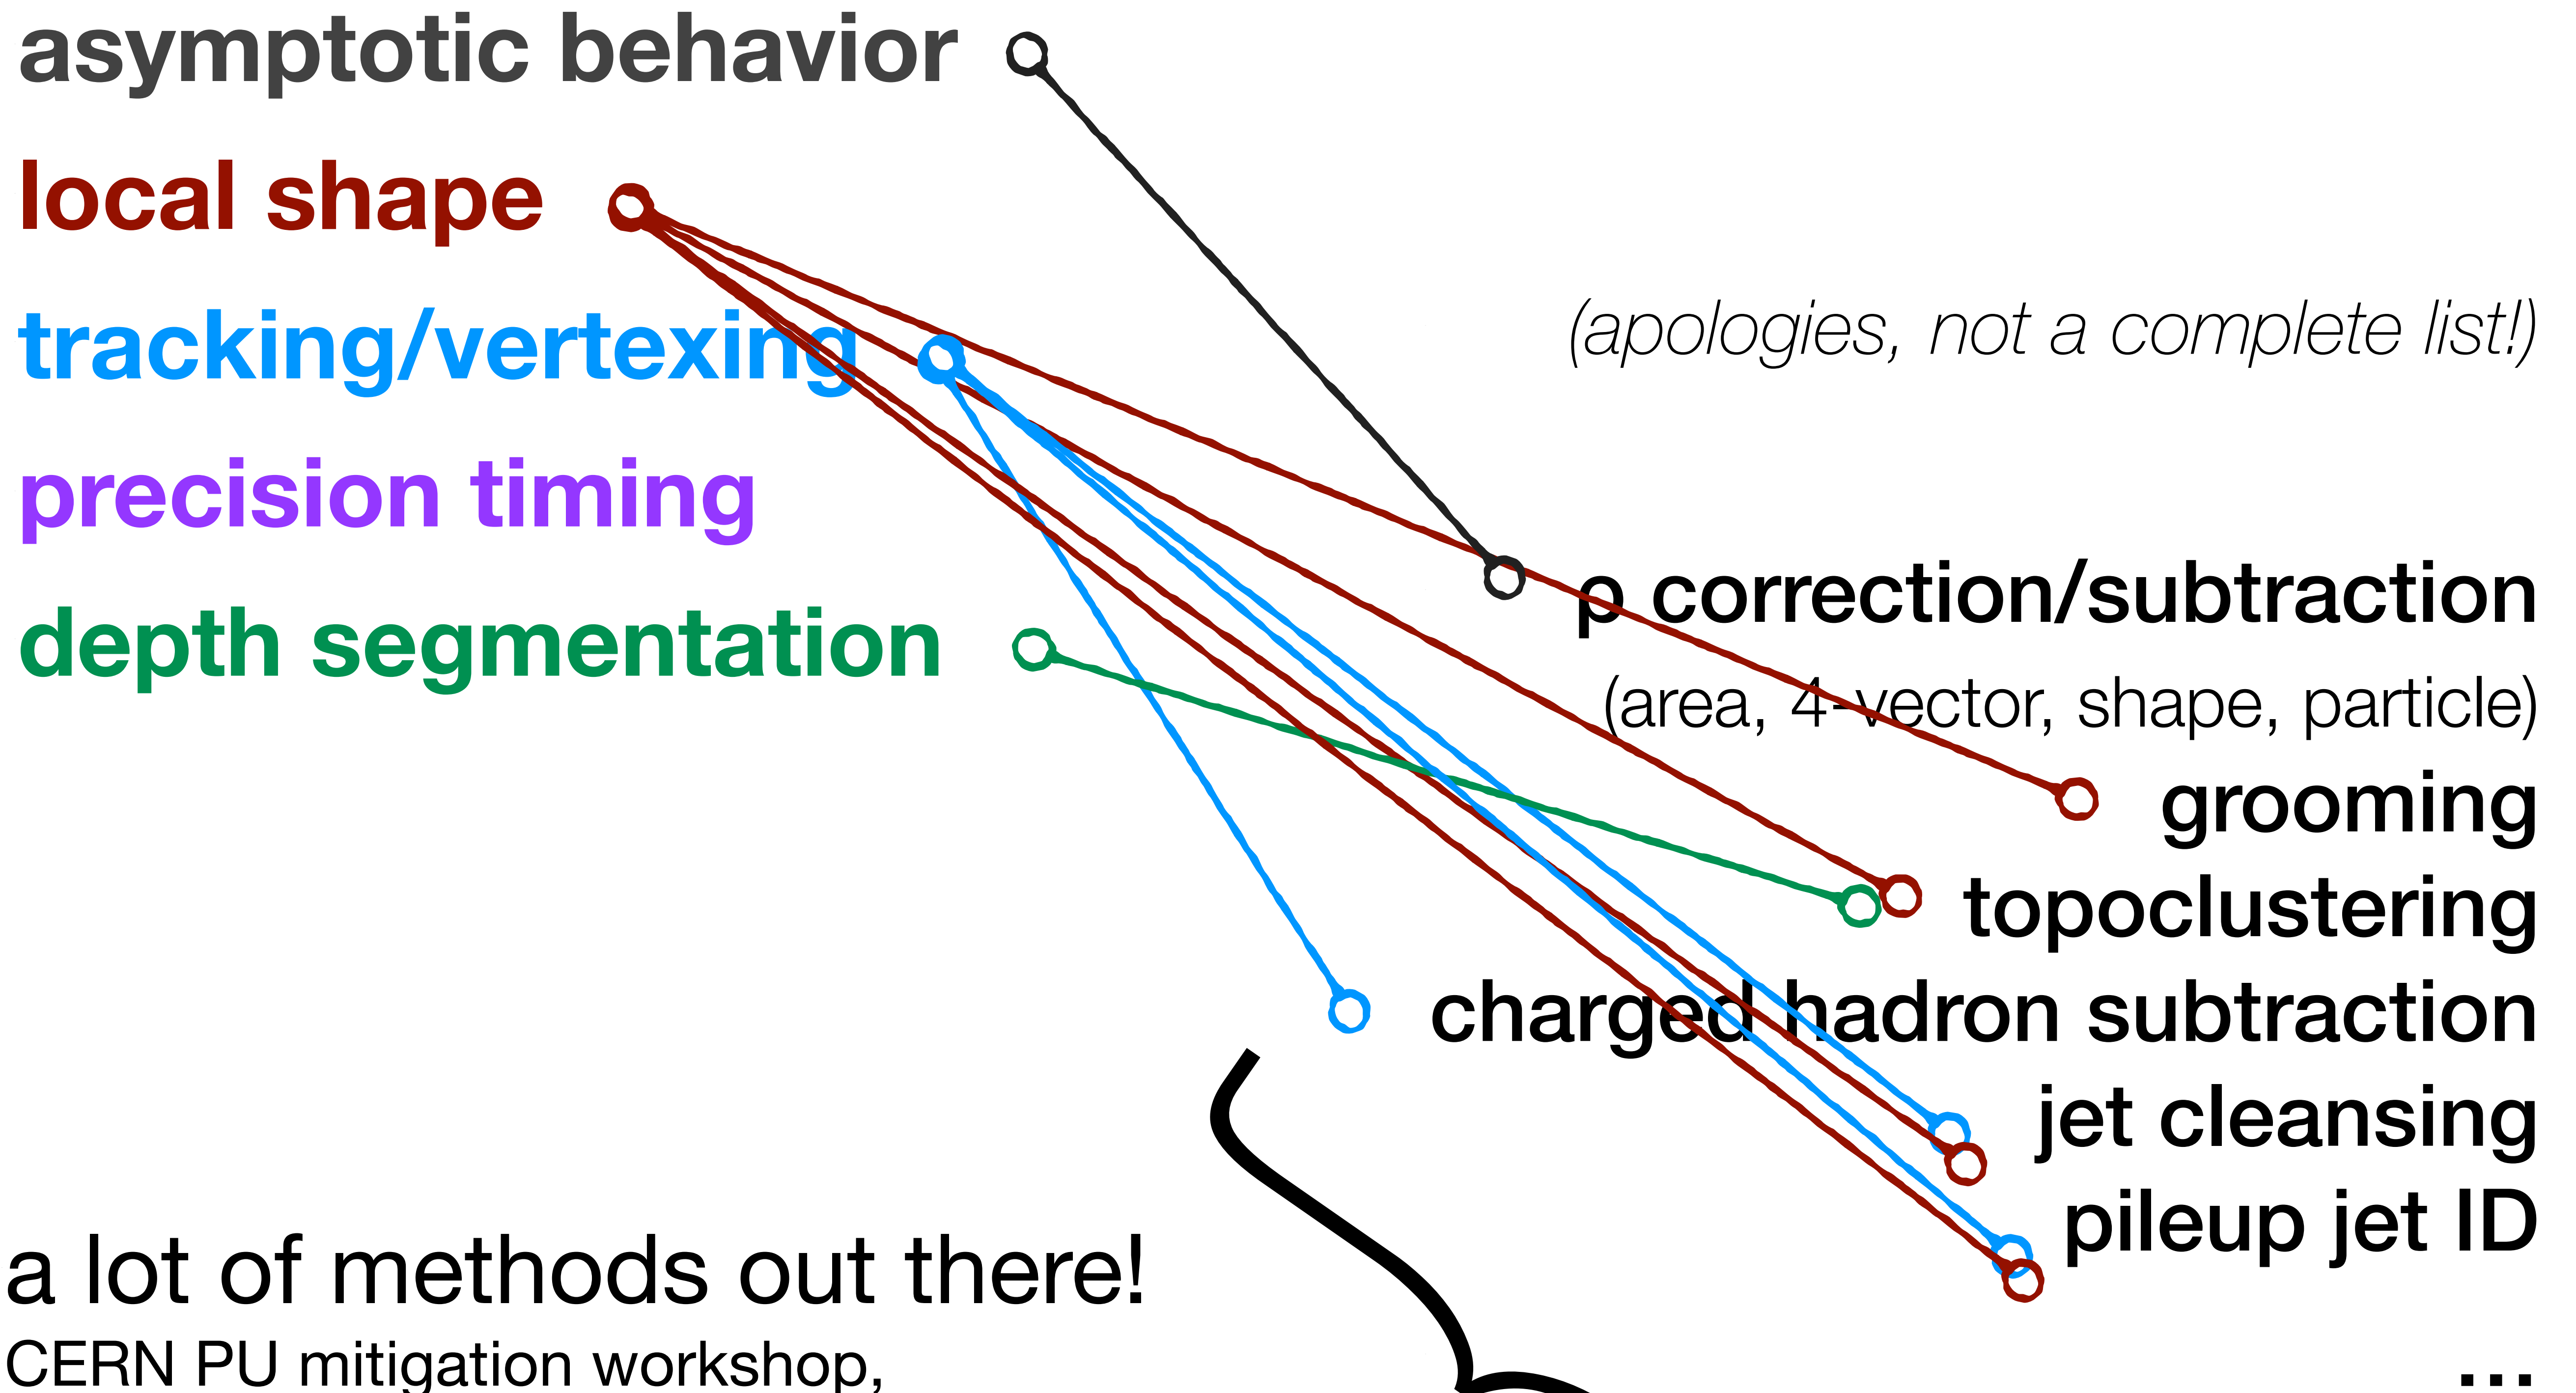 asymptotic behavior
local shape
tracking/vertexing
(apologies, not a complete list!)
precision timing
ρ correction/subtraction
depth segmentation
(area, 4-vector, shape, particle)
grooming
topoclustering
charged hadron subtraction
jet cleansing
pileup jet ID
a lot of methods out there!
CERN PU mitigation workshop,
...